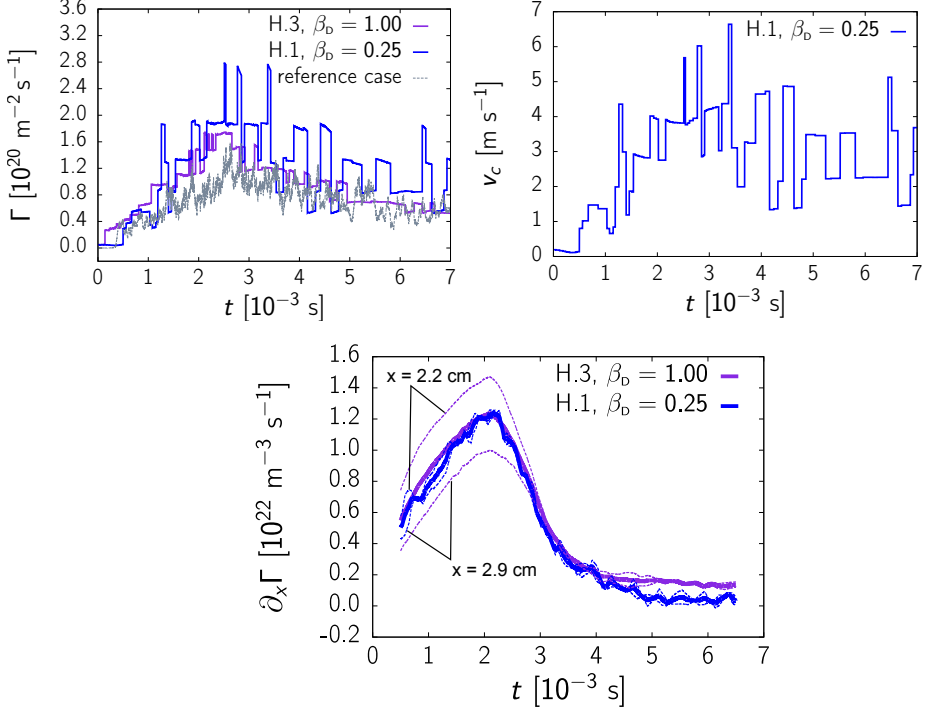 3.6
3.2
2.8
2.4
2.0
1.6
1.2
0.8
0.4
0.0
Γ [10²⁰ m⁻² s⁻¹]
H.3, β_D = 1.00
H.1, β_D = 0.25
reference case
0 1 2 3 4 5 6 7
t [10⁻³ s]
7
6
5
4
3
2
1
0
v_c [m s⁻¹]
H.1, β_D = 0.25
0 1 2 3 4 5 6 7
t [10⁻³ s]
1.6
1.4
1.2
1.0
0.8
0.6
0.4
0.2
0.0
-0.2
∂ₓΓ [10²² m⁻³ s⁻¹]
x = 2.2 cm
H.3, β_D = 1.00
H.1, β_D = 0.25
x = 2.9 cm
0 1 2 3 4 5 6 7
t [10⁻³ s]